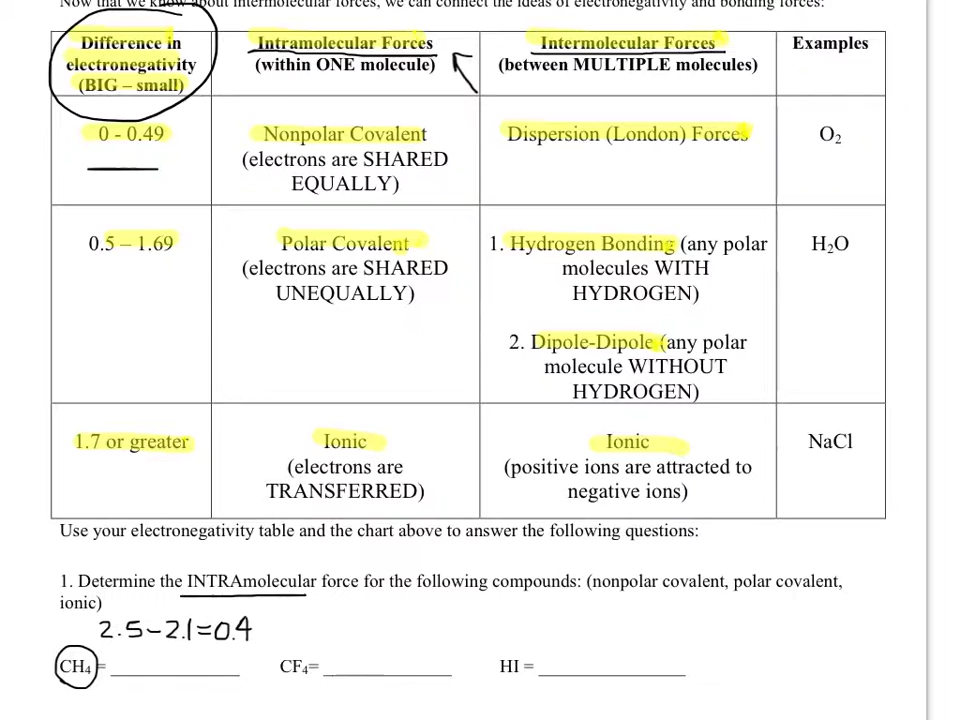 Now that we know about intermolecular forces, we can connect the ideas of electronegativity and bonding forces:
Difference in electronegativity (BIG – small)
Intramolecular Forces (within ONE molecule)
Intermolecular Forces (between MULTIPLE molecules)
Examples
0 - 0.49
Nonpolar Covalent
(electrons are SHARED
EQUALLY)
Dispersion (London) Forces
O₂
0.5 – 1.69
Polar Covalent
(electrons are SHARED
UNEQUALLY)
1. Hydrogen Bonding (any polar
molecules WITH
HYDROGEN)
2. Dipole-Dipole (any polar
molecule WITHOUT
HYDROGEN)
H₂O
1.7 or greater
Ionic
(electrons are
TRANSFERRED)
Ionic
(positive ions are attracted to
negative ions)
NaCl
Use your electronegativity table and the chart above to answer the following questions:
1. Determine the INTRAmolecular force for the following compounds: (nonpolar covalent, polar covalent,
ionic)
2.5-2.1=0.4
CH₄= ____________ CF₄= ____________ HI = ____________